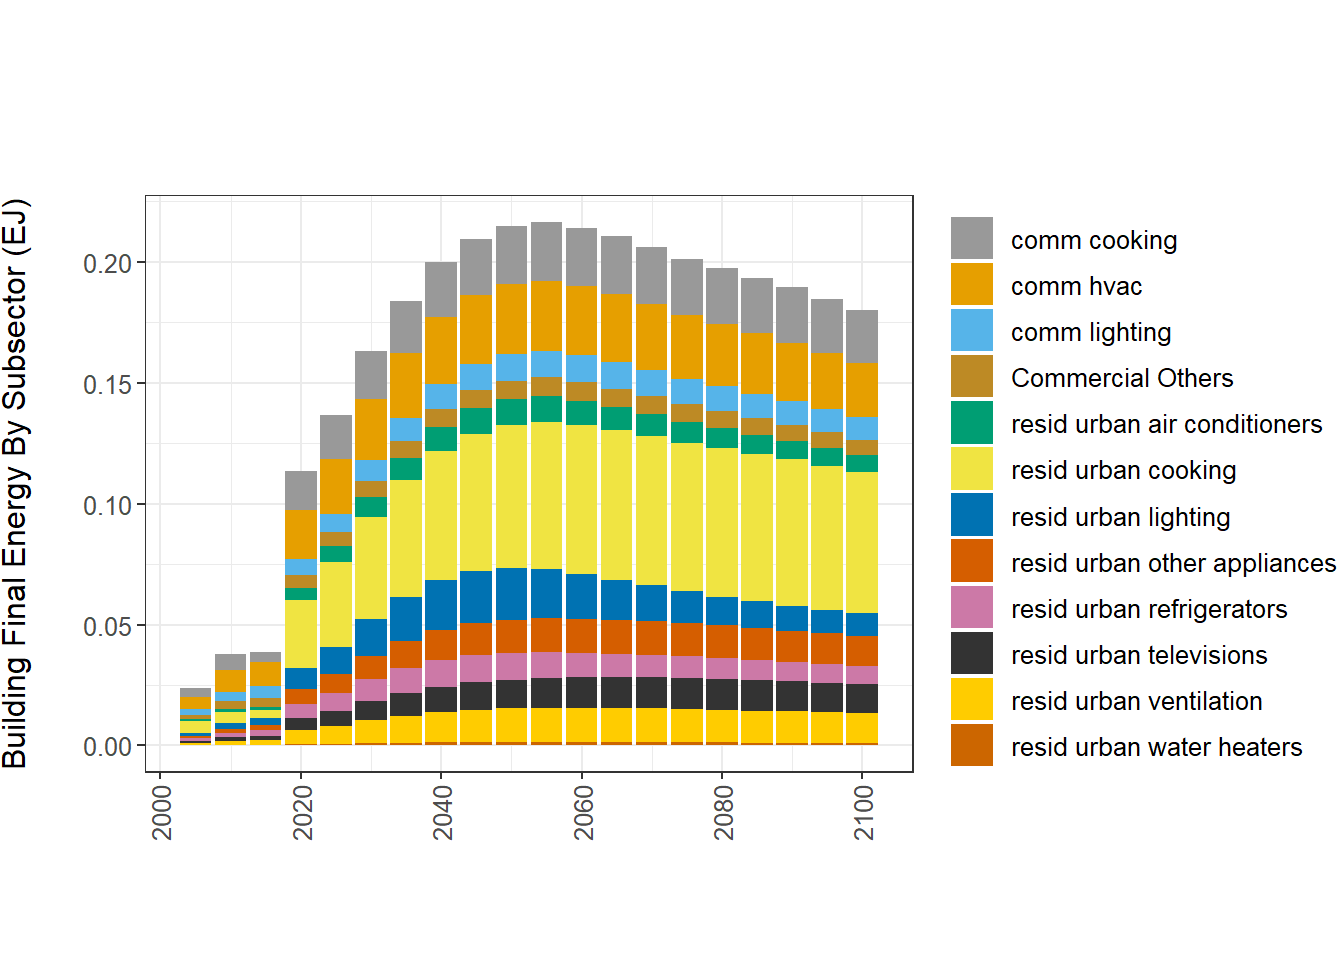 Building Final Energy By Subsector (EJ)
0.20
0.15
0.10
0.05
0.00
2000
2020
2040
2060
2080
2100
comm cooking
comm hvac
comm lighting
Commercial Others
resid urban air conditioners
resid urban cooking
resid urban lighting
resid urban other appliances
resid urban refrigerators
resid urban televisions
resid urban ventilation
resid urban water heaters